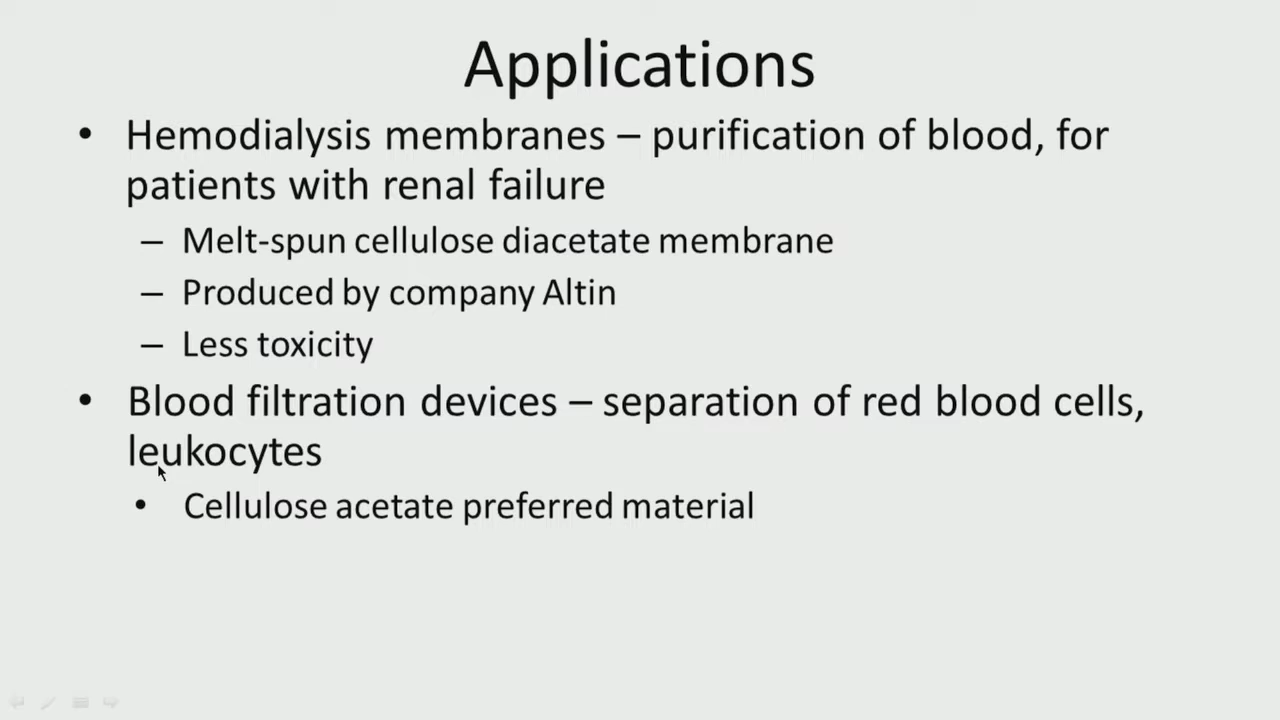 Applications
• Hemodialysis membranes – purification of blood, for
patients with renal failure
– Melt-spun cellulose diacetate membrane
– Produced by company Altin
– Less toxicity
• Blood filtration devices – separation of red blood cells,
leukocytes
• Cellulose acetate preferred material